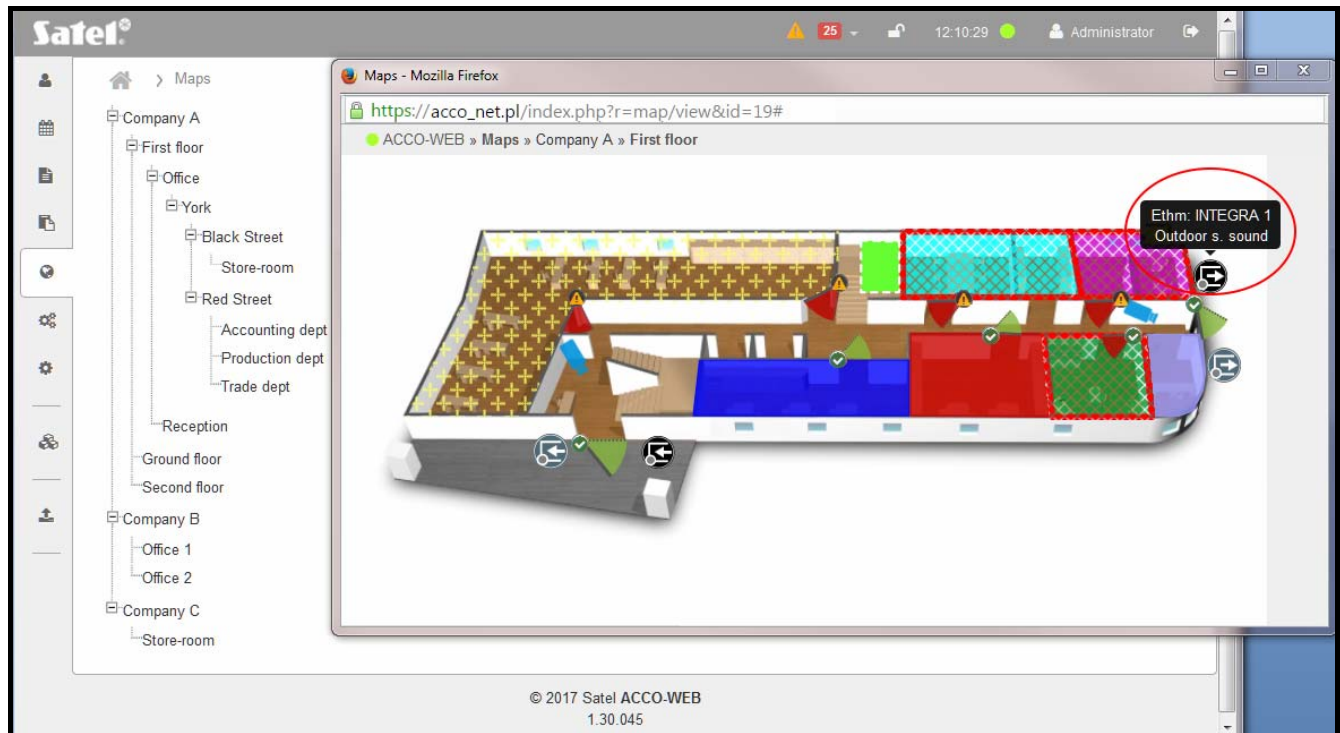 Satel®
25
12:10:29
Administrator
> Maps
Company A
First floor
Office
York
Black Street
Store-room
Red Street
Accounting dept
Production dept
Trade dept
Reception
Ground floor
Second floor
Company B
Office 1
Office 2
Company C
Store-room
Maps - Mozilla Firefox
https://acco_net.pl/index.php?r=map/view&id=19#
ACCO-WEB » Maps » Company A » First floor
Ethm: INTEGRA 1
Outdoor s. sound
© 2017 Satel ACCO-WEB
1.30.045